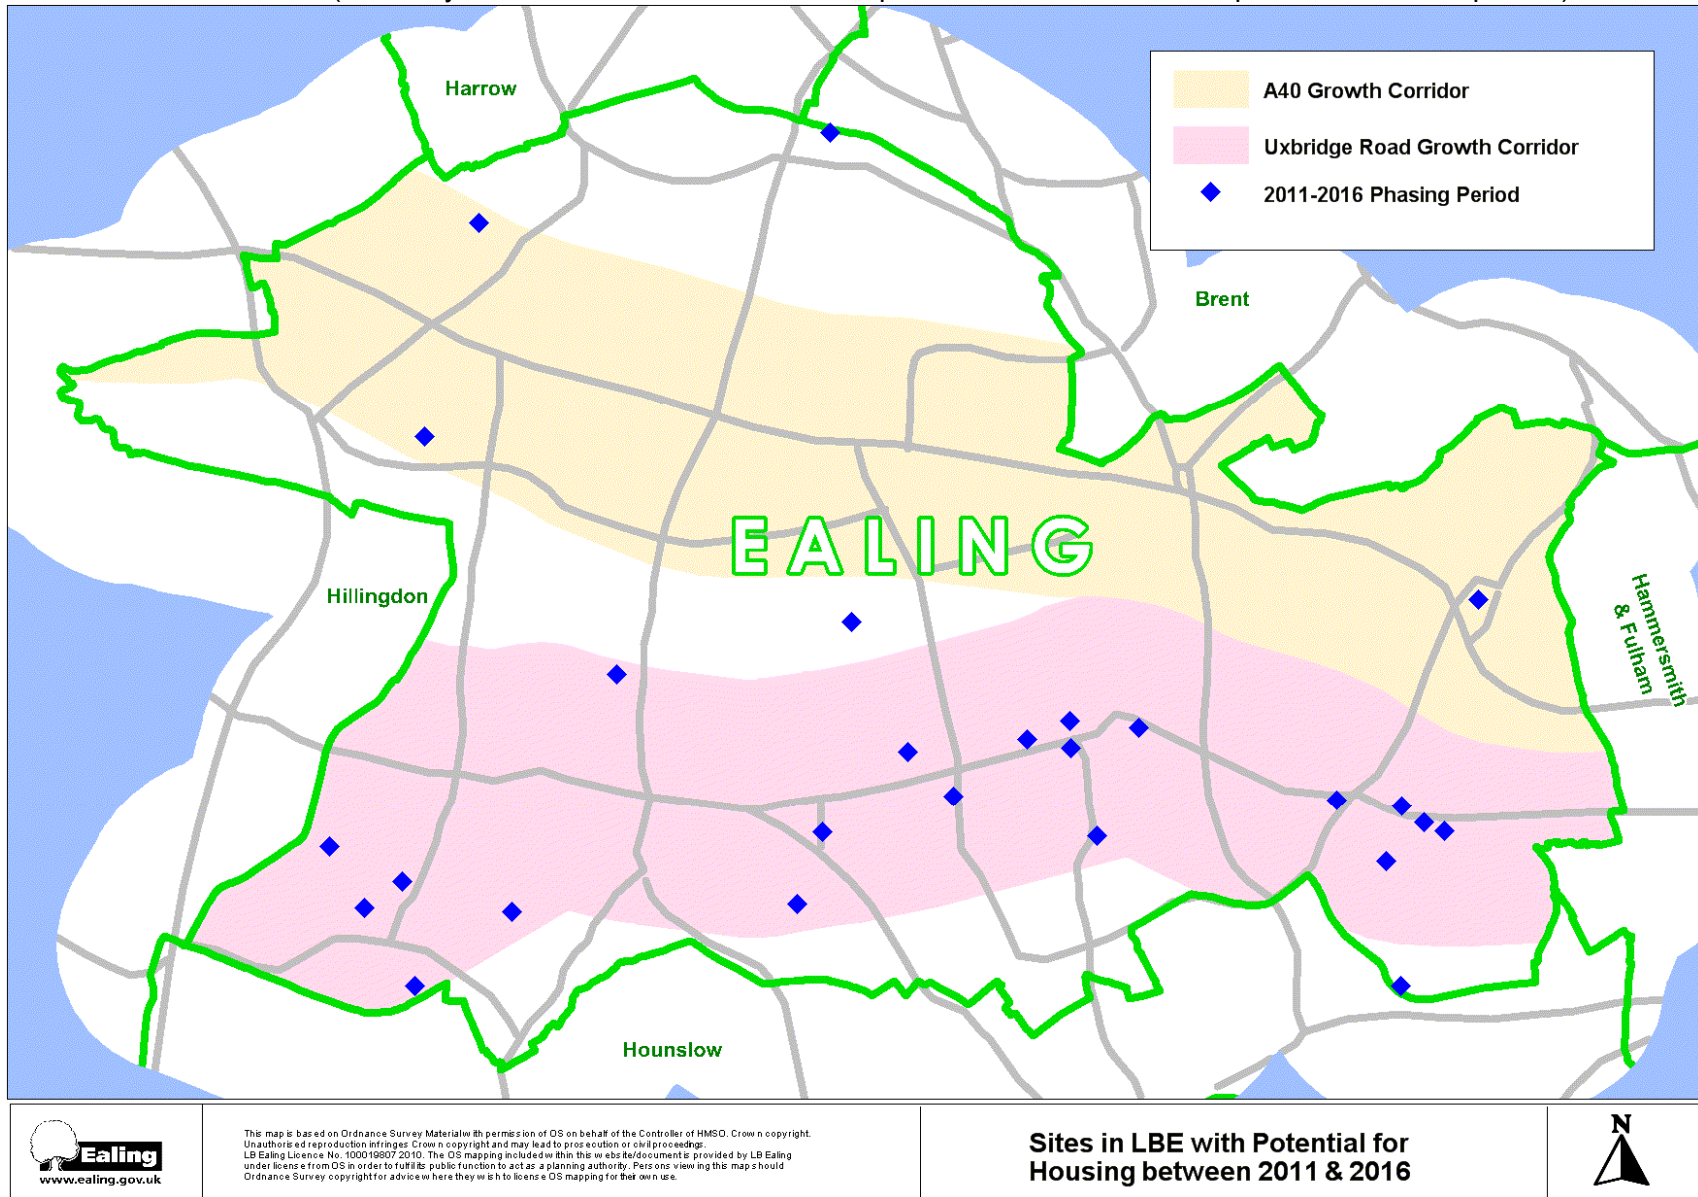 Harrow
A40 Growth Corridor
Uxbridge Road Growth Corridor
2011-2016 Phasing Period
Brent
EALING
Hillingdon
Hammersmith
& Fulham
Hounslow
Ealing
www.ealing.gov.uk
This map is based on Ordnance Survey Material with permission of OS on behalf of the Controller of HMSO. Crown copyright.
Unauthorised reproduction infringes Crown copyright and may lead to prosecution or civil proceedings.
LB Ealing Licence No. 100019807 2010. The OS mapping included within this website/document is provided by LB Ealing
under license from OS in order to fulfil its public function to act as a planning authority. Persons viewing this map should
Ordnance Survey copyright for advice where they wish to license OS mapping for their own use.
Sites in LBE with Potential for
Housing between 2011 & 2016
N